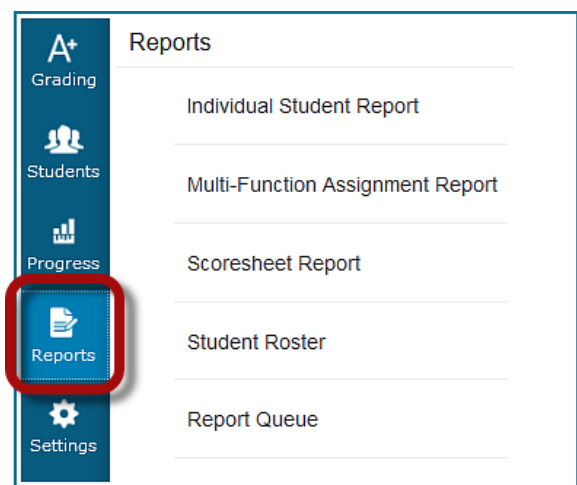 A+
Grading
Students
Progress
Reports
Settings
Reports
Individual Student Report
Multi-Function Assignment Report
Scoresheet Report
Student Roster
Report Queue